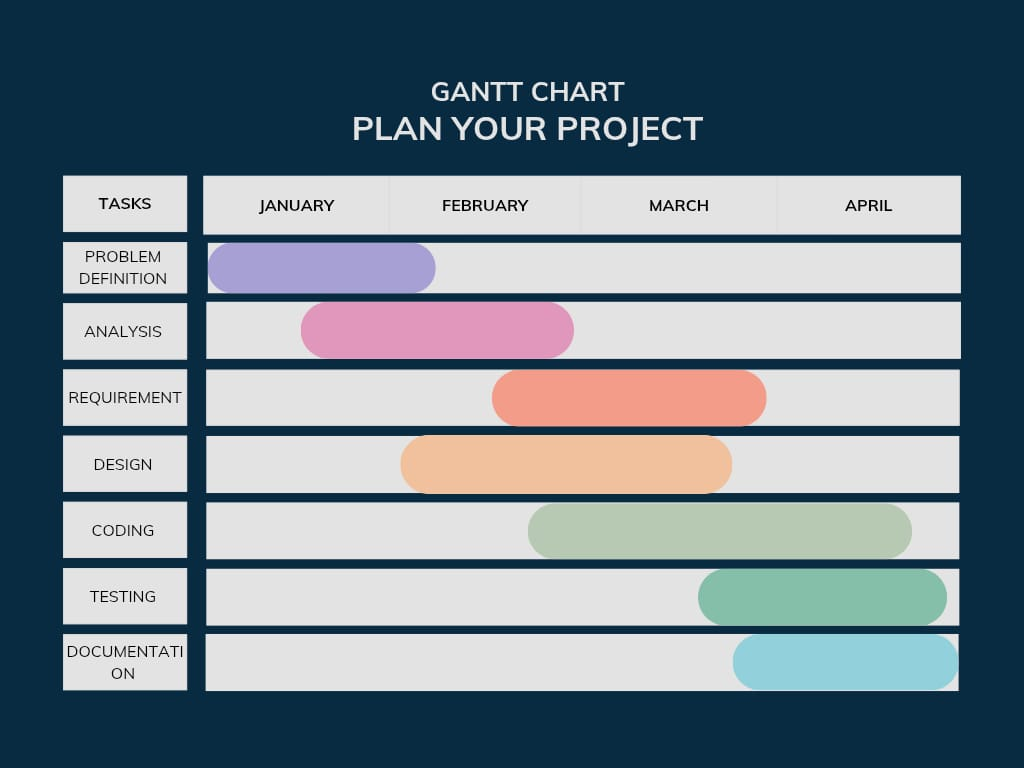 GANTT CHART
PLAN YOUR PROJECT
TASKS
JANUARY
FEBRUARY
MARCH
APRIL
PROBLEM
DEFINITION
ANALYSIS
REQUIREMENT
DESIGN
CODING
TESTING
DOCUMENTATI
ON